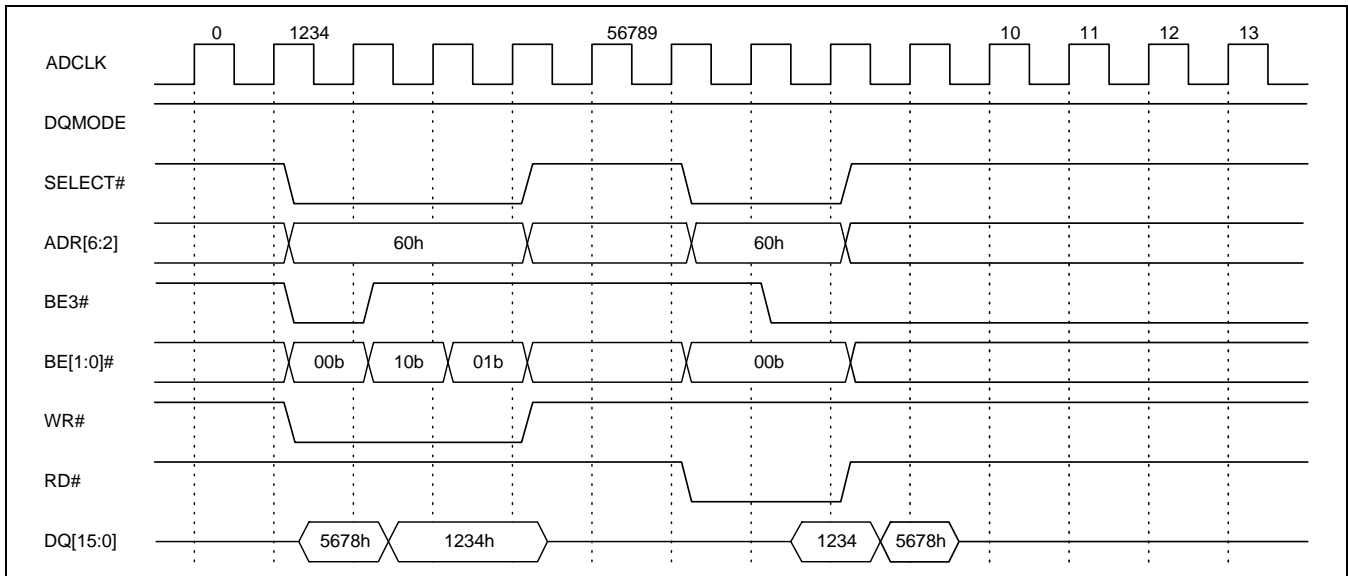 0 1234 56789 10 11 12 13
ADCLK
DQMODE
SELECT#
ADR[6:2] 60h 60h
BE3#
BE[1:0]# 00b 10b 01b 00b
WR#
RD#
DQ[15:0] 5678h 1234h 1234 5678h